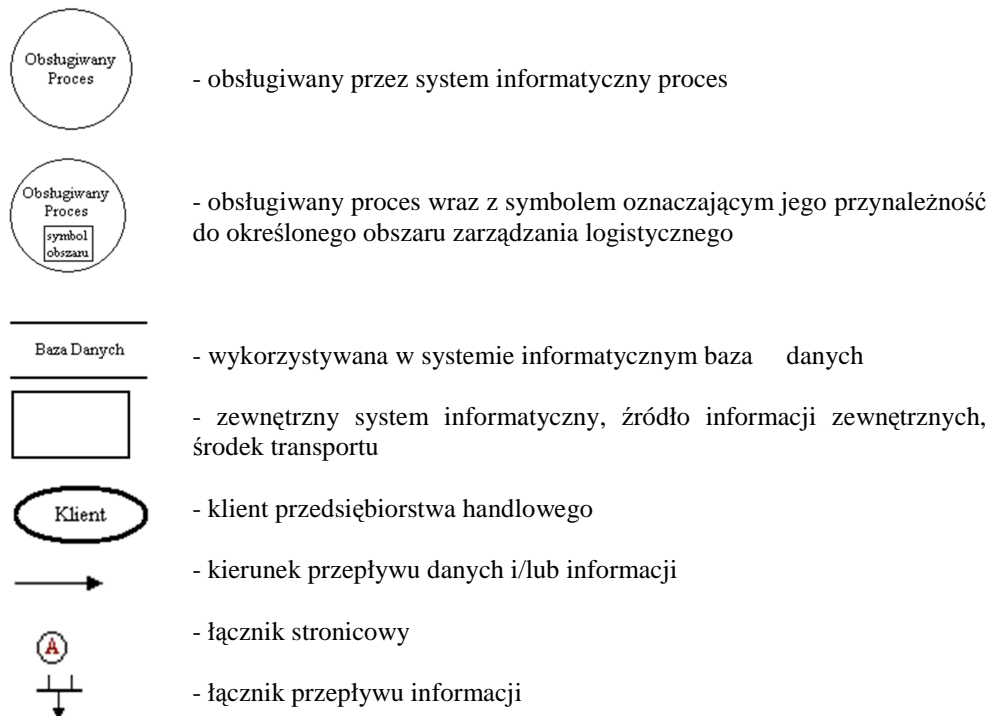 Obsługiwany
Proces
- obsługiwany przez system informatyczny proces
Obsługiwany
Proces
symbol
obszaru
- obsługiwany proces wraz z symbolem oznaczającym jego przynależność
do określonego obszaru zarządzania logistycznego
Baza Danych
- wykorzystywana w systemie informatycznym baza danych
- zewnętrzny system informatyczny, źródło informacji zewnętrznych,
środek transportu
Klient
- klient przedsiębiorstwa handlowego
- kierunek przepływu danych i/lub informacji
A
- łącznik stronicowy
- łącznik przepływu informacji